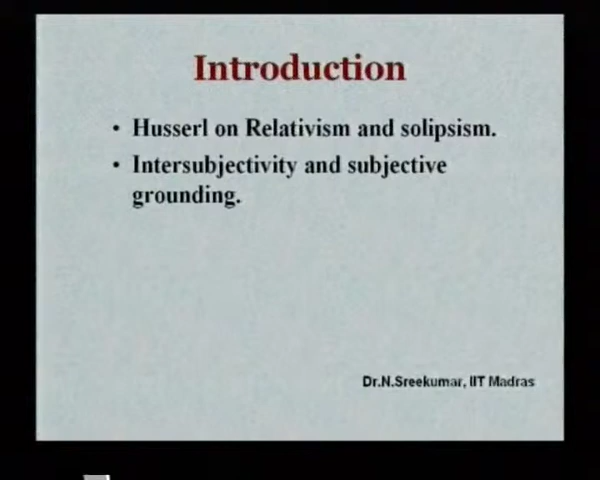 Introduction
• Husserl on Relativism and solipsism.
• Intersubjectivity and subjective
grounding.
Dr.N.Sreekumar, IIT Madras